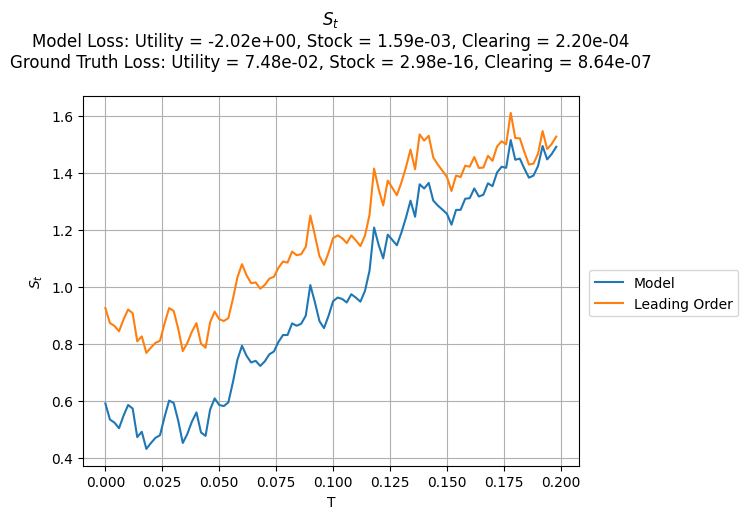 S_t
Model Loss: Utility = -2.02e+00, Stock = 1.59e-03, Clearing = 2.20e-04
Ground Truth Loss: Utility = 7.48e-02, Stock = 2.98e-16, Clearing = 8.64e-07
1.6
1.4
1.2
1.0
0.8
0.6
0.4
S_t
0.000 0.025 0.050 0.075 0.100 0.125 0.150 0.175 0.200
T
Model
Leading Order